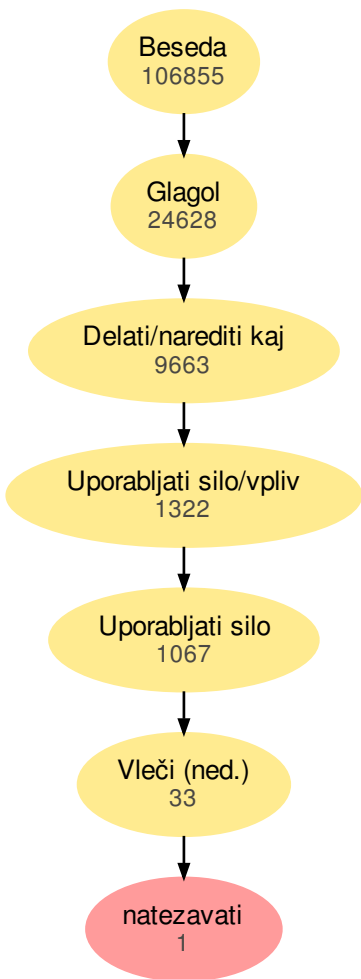 Beseda
106855
Glagol
24628
Delati/narediti kaj
9663
Uporabljati silo/vpliv
1322
Uporabljati silo
1067
Vleči (ned.)
33
natezavati
1